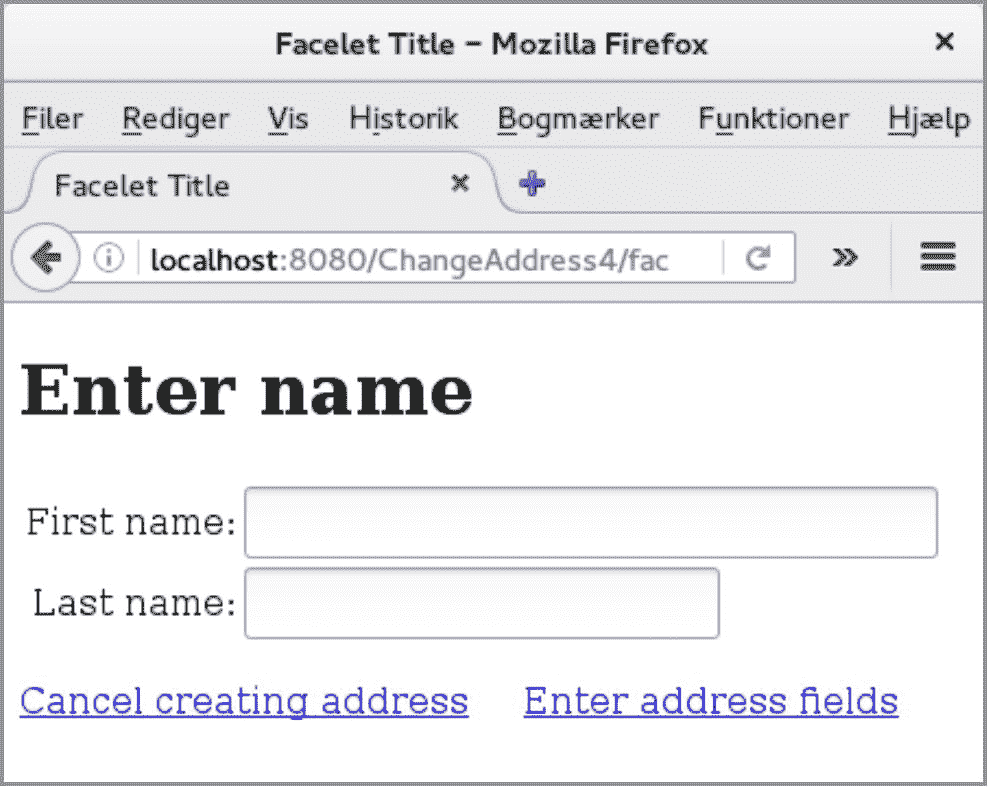 Facelet Title – Mozilla Firefox
Filer Rediger Vis Historik Bogmærker Funktioner Hjælp
Facelet Title
localhost:8080/ChangeAddress4/fac
Enter name
First name:
Last name:
Cancel creating address Enter address fields